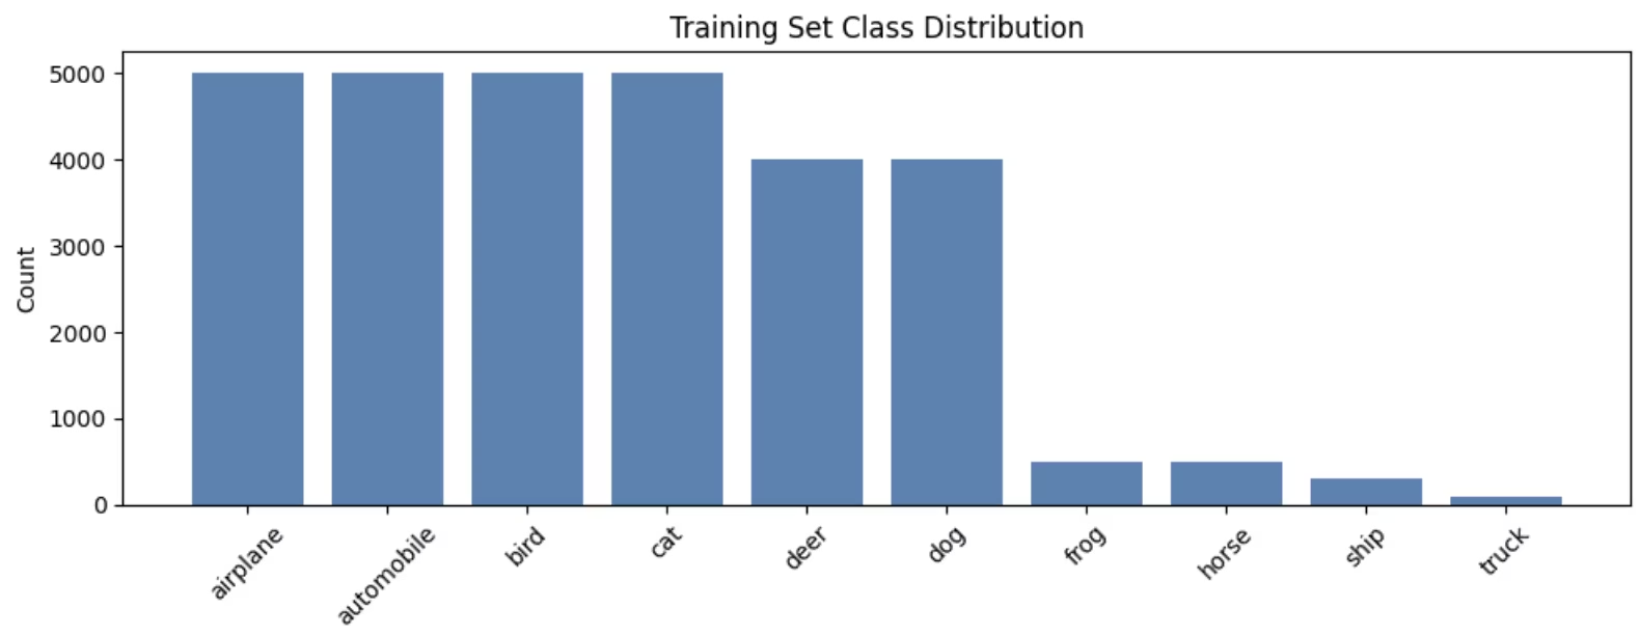 Training Set Class Distribution
5000
4000
3000
2000
1000
0
Count
airplane
automobile
bird
cat
deer
dog
frog
horse
ship
truck